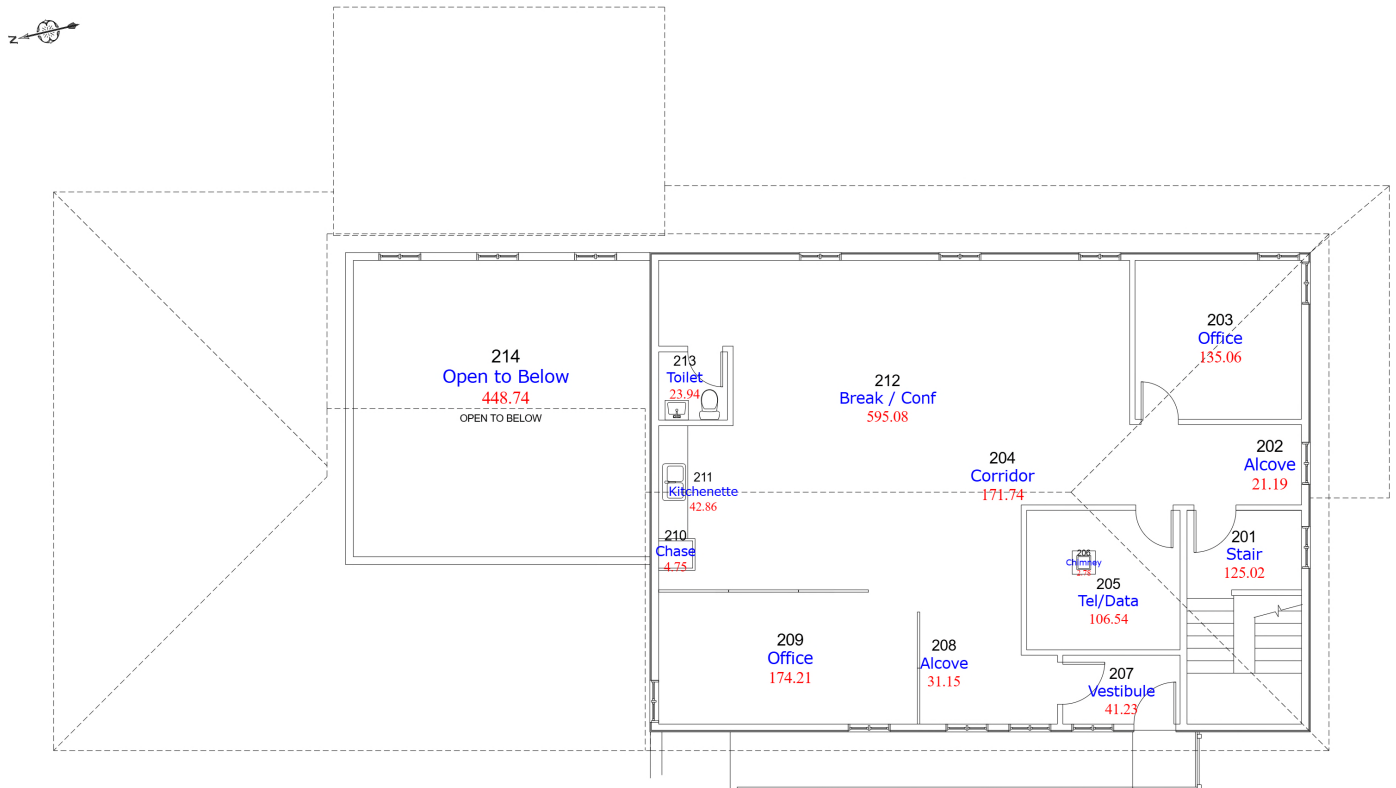 N
203
Office
135.06
214
Open to Below
448.74
OPEN TO BELOW
213
Toilet
23.94
212
Break / Conf
595.08
204
Corridor
171.74
202
Alcove
21.19
211
Kitchenette
42.86
210
Chase
4.75
201
Stair
125.02
206
Chimney
2.78
205
Tel/Data
106.54
209
Office
174.21
208
Alcove
31.15
207
Vestibule
41.23